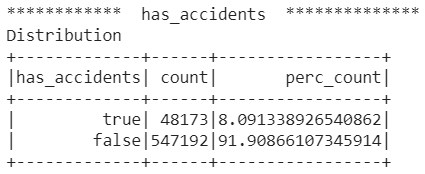 ************  has_accidents  **************
Distribution
+-------------+------+-----------------+
|has_accidents| count|       perc_count|
+-------------+------+-----------------+
|         true| 48173|8.091338926540862|
|        false|547192|91.90866107345914|
+-------------+------+-----------------+